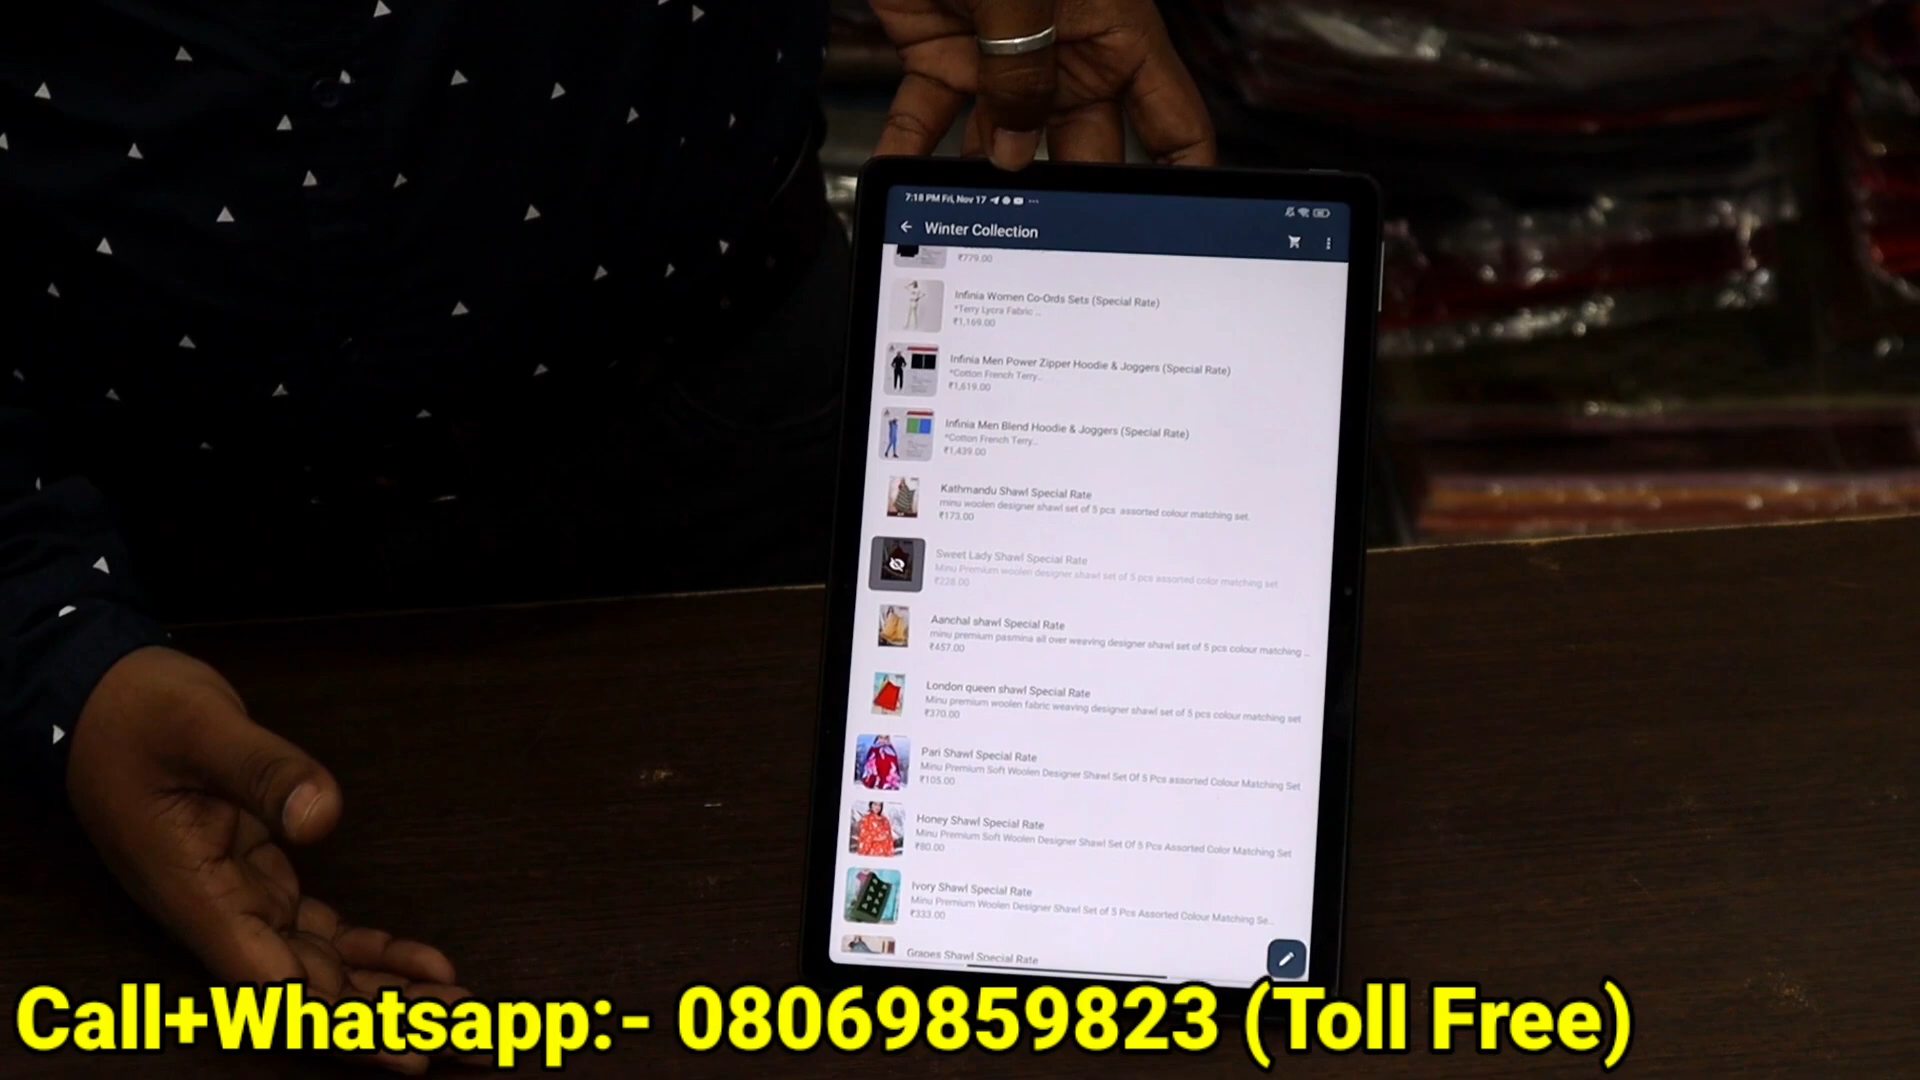 7:18 PM Fri, Nov 17
Winter Collection
₹779.00
Infinia Women Co-Ords Sets (Special Rate)
*Terry Lycra Fabric ...
₹1,169.00
Infinia Men Power Zipper Hoodie & Joggers (Special Rate)
*Cotton French Terry...
₹1,619.00
Infinia Men Blend Hoodie & Joggers (Special Rate)
*Cotton French Terry...
₹1,439.00
Kathmandu Shawl Special Rate
minu woolen designer shawl set of 5 pcs assorted colour matching set.
₹173.00
Sweet Lady Shawl Special Rate
Minu Premium woolen designer shawl set of 5 pcs assorted color matching set
₹228.00
Aanchal shawl Special Rate
minu premium pasmina all over weaving designer shawl set of 5 pcs colour matching ...
₹457.00
London queen shawl Special Rate
Minu premium woolen fabric weaving designer shawl set of 5 pcs colour matching set
₹370.00
Pari Shawl Special Rate
Minu Premium Soft Woolen Designer Shawl Set Of 5 Pcs assorted Colour Matching Set
₹105.00
Honey Shawl Special Rate
Minu Premium Soft Woolen Designer Shawl Set Of 5 Pcs Assorted Color Matching Set
₹80.00
Ivory Shawl Special Rate
Minu Premium Woolen Designer Shawl Set of 5 Pcs Assorted Colour Matching Se...
₹333.00
Grapes Shawl Special Rate
Call+Whatsapp:- 08069859823 (Toll Free)